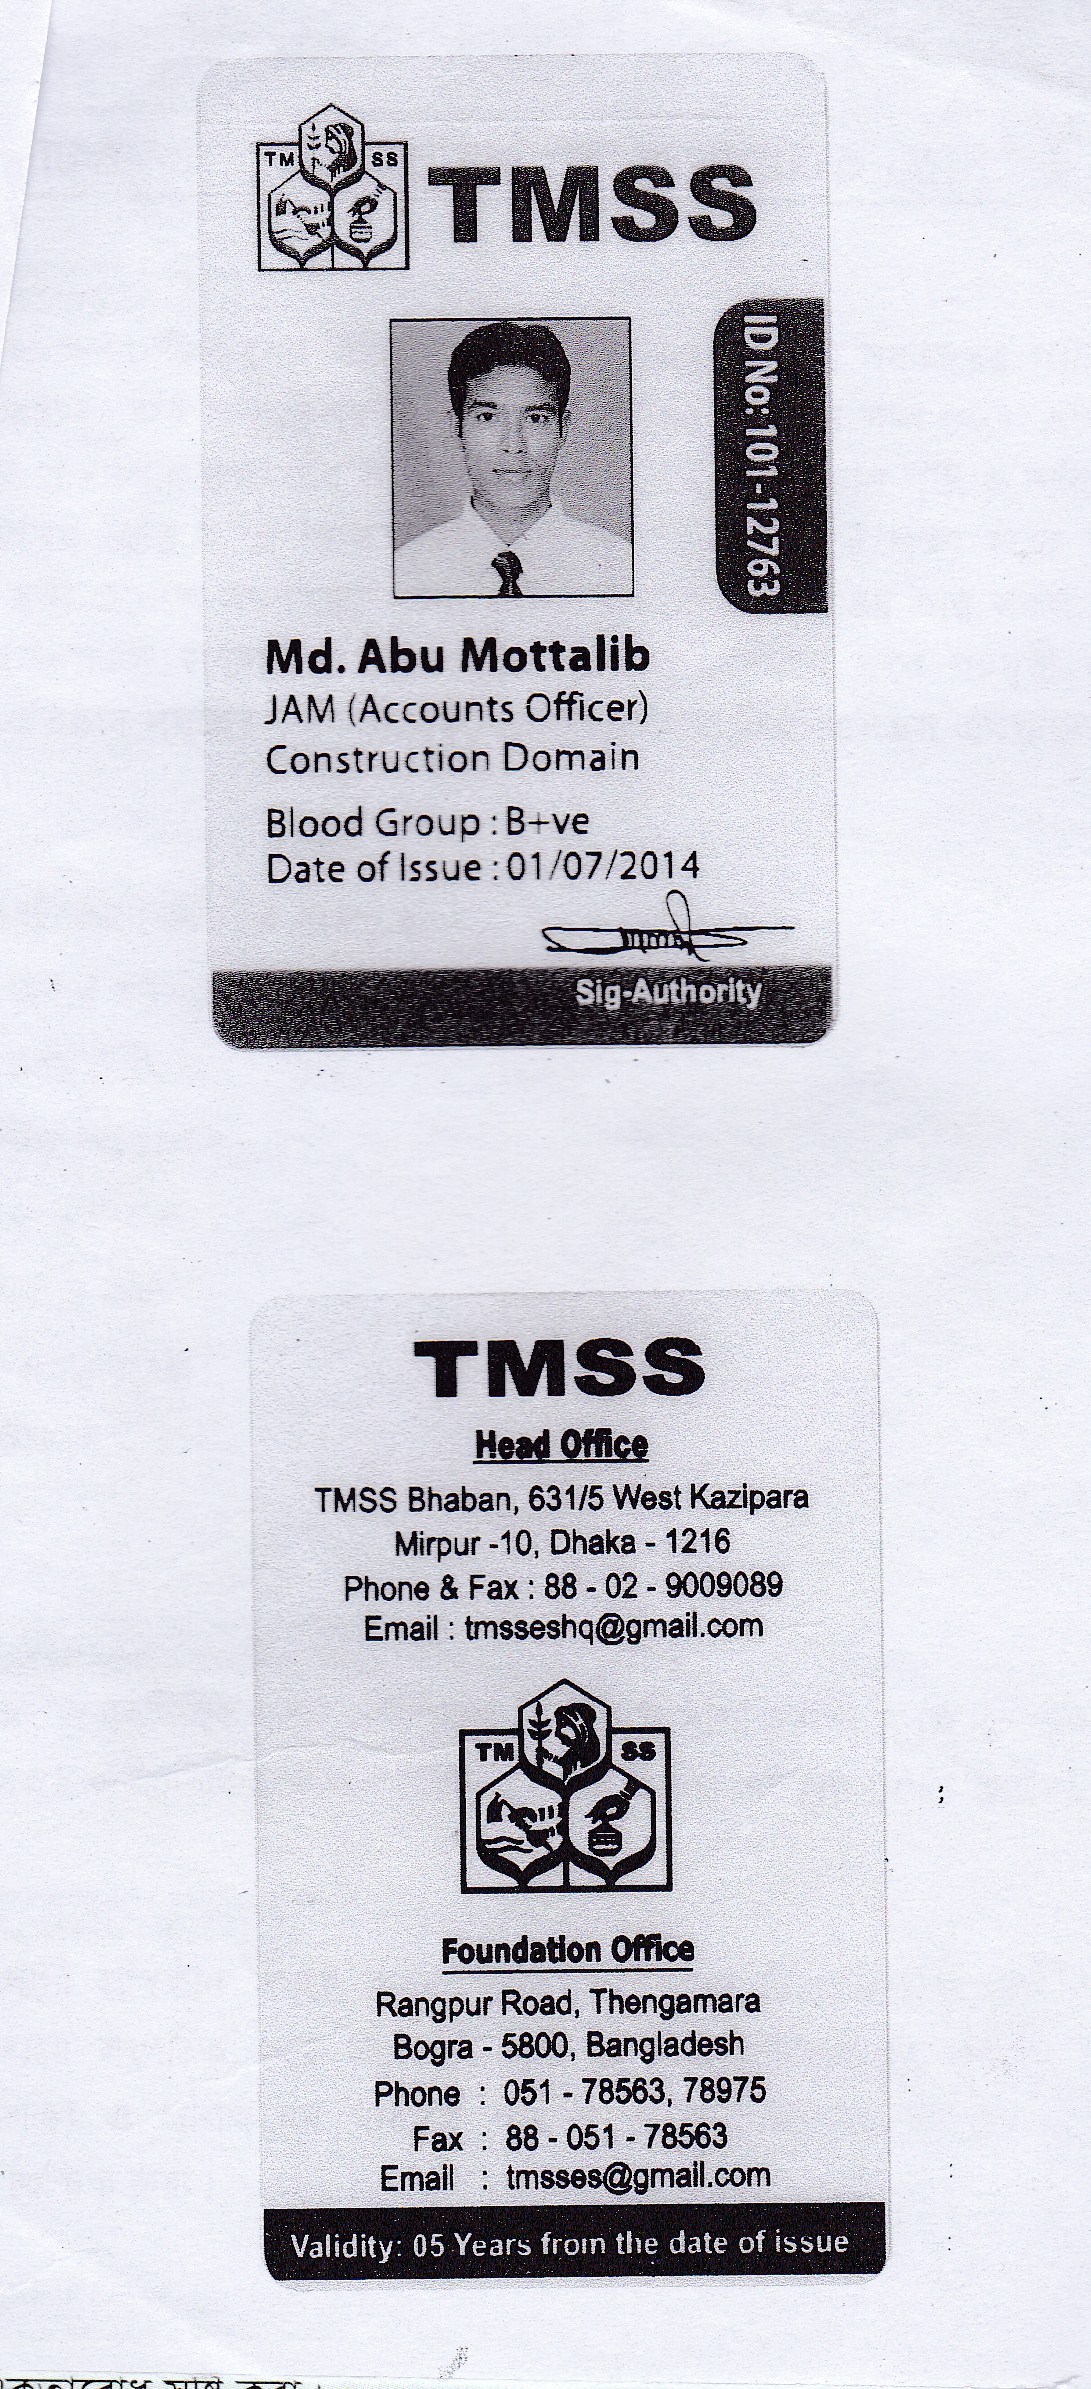 TM SS
TMSS
ID No: 101-12763
Md. Abu Mottalib
JAM (Accounts Officer)
Construction Domain
Blood Group : B+ve
Date of Issue : 01/07/2014
Sig-Authority
TMSS
Head Office
TMSS Bhaban, 631/5 West Kazipara
Mirpur -10, Dhaka - 1216
Phone & Fax : 88 - 02 - 9009089
Email : tmsseshq@gmail.com
TM SS
Foundation Office
Rangpur Road, Thengamara
Bogra - 5800, Bangladesh
Phone : 051 - 78563, 78975
Fax : 88 - 051 - 78563
Email : tmsses@gmail.com
Validity: 05 Years from the date of issue